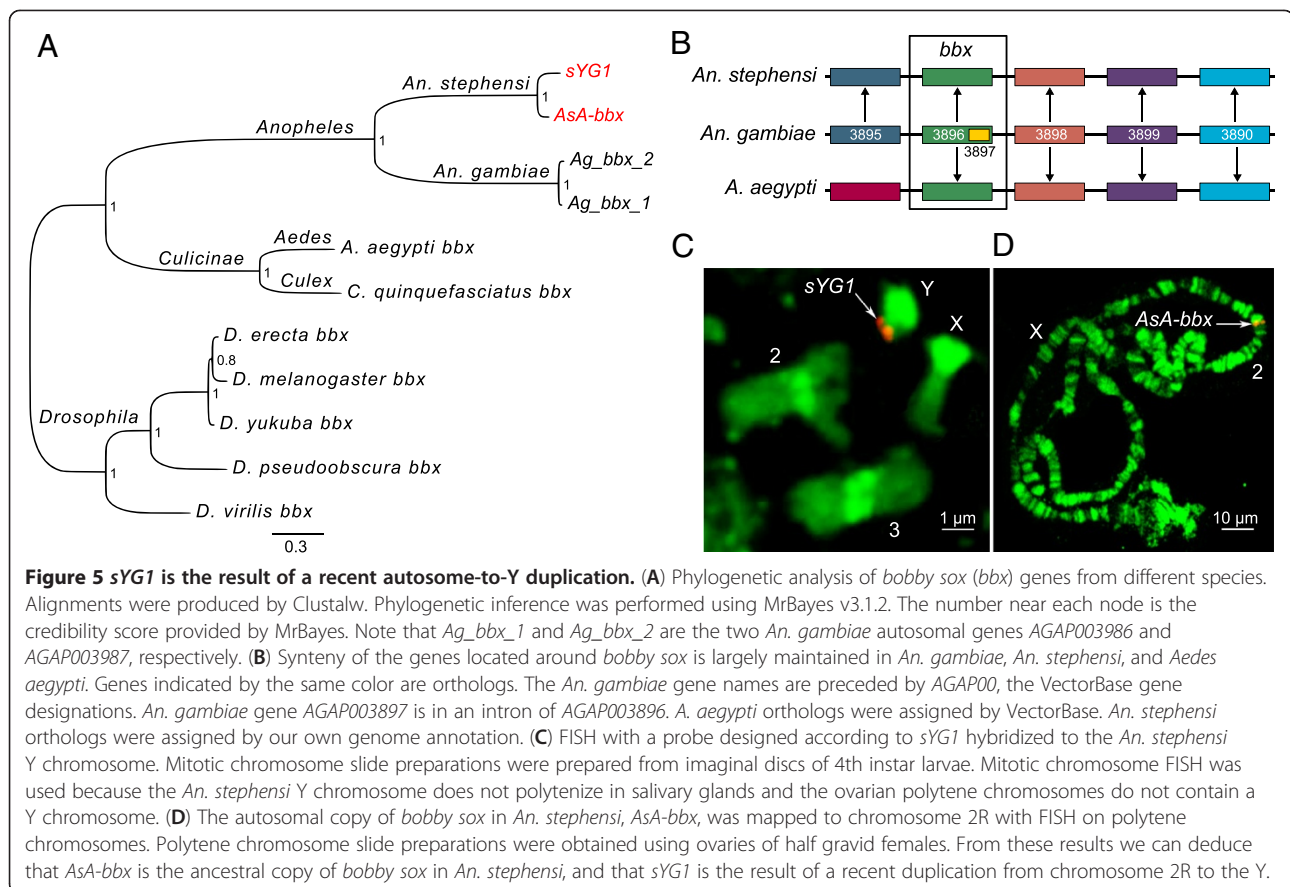 A
sYG1
An. stephensi
1
AsA-bbx
Anopheles
1
Ag_bbx_2
An. gambiae
1
Ag_bbx_1
1
Aedes
A. aegypti bbx
Culicinae
1
Culex
C. quinquefasciatus bbx
D. erecta bbx
0.8
D. melanogaster bbx
1
D. yukuba bbx
Drosophila
1
D. pseudoobscura bbx
1
D. virilis bbx
0.3
B
bbx
An. stephensi
An. gambiae
3895
3896
3898
3899
3890
3897
A. aegypti
C
sYG1
Y
X
2
3
1 µm
D
AsA-bbx
X
2
10 µm
Figure 5 sYG1 is the result of a recent autosome-to-Y duplication. (A) Phylogenetic analysis of bobby sox (bbx) genes from different species.
Alignments were produced by Clustalw. Phylogenetic inference was performed using MrBayes v3.1.2. The number near each node is the
credibility score provided by MrBayes. Note that Ag_bbx_1 and Ag_bbx_2 are the two An. gambiae autosomal genes AGAP003986 and
AGAP003987, respectively. (B) Synteny of the genes located around bobby sox is largely maintained in An. gambiae, An. stephensi, and Aedes
aegypti. Genes indicated by the same color are orthologs. The An. gambiae gene names are preceded by AGAP00, the VectorBase gene
designations. An. gambiae gene AGAP003897 is in an intron of AGAP003896. A. aegypti orthologs were assigned by VectorBase. An. stephensi
orthologs were assigned by our own genome annotation. (C) FISH with a probe designed according to sYG1 hybridized to the An. stephensi
Y chromosome. Mitotic chromosome slide preparations were prepared from imaginal discs of 4th instar larvae. Mitotic chromosome FISH was
used because the An. stephensi Y chromosome does not polytenize in salivary glands and the ovarian polytene chromosomes do not contain a
Y chromosome. (D) The autosomal copy of bobby sox in An. stephensi, AsA-bbx, was mapped to chromosome 2R with FISH on polytene
chromosomes. Polytene chromosome slide preparations were obtained using ovaries of half gravid females. From these results we can deduce
that AsA-bbx is the ancestral copy of bobby sox in An. stephensi, and that sYG1 is the result of a recent duplication from chromosome 2R to the Y.